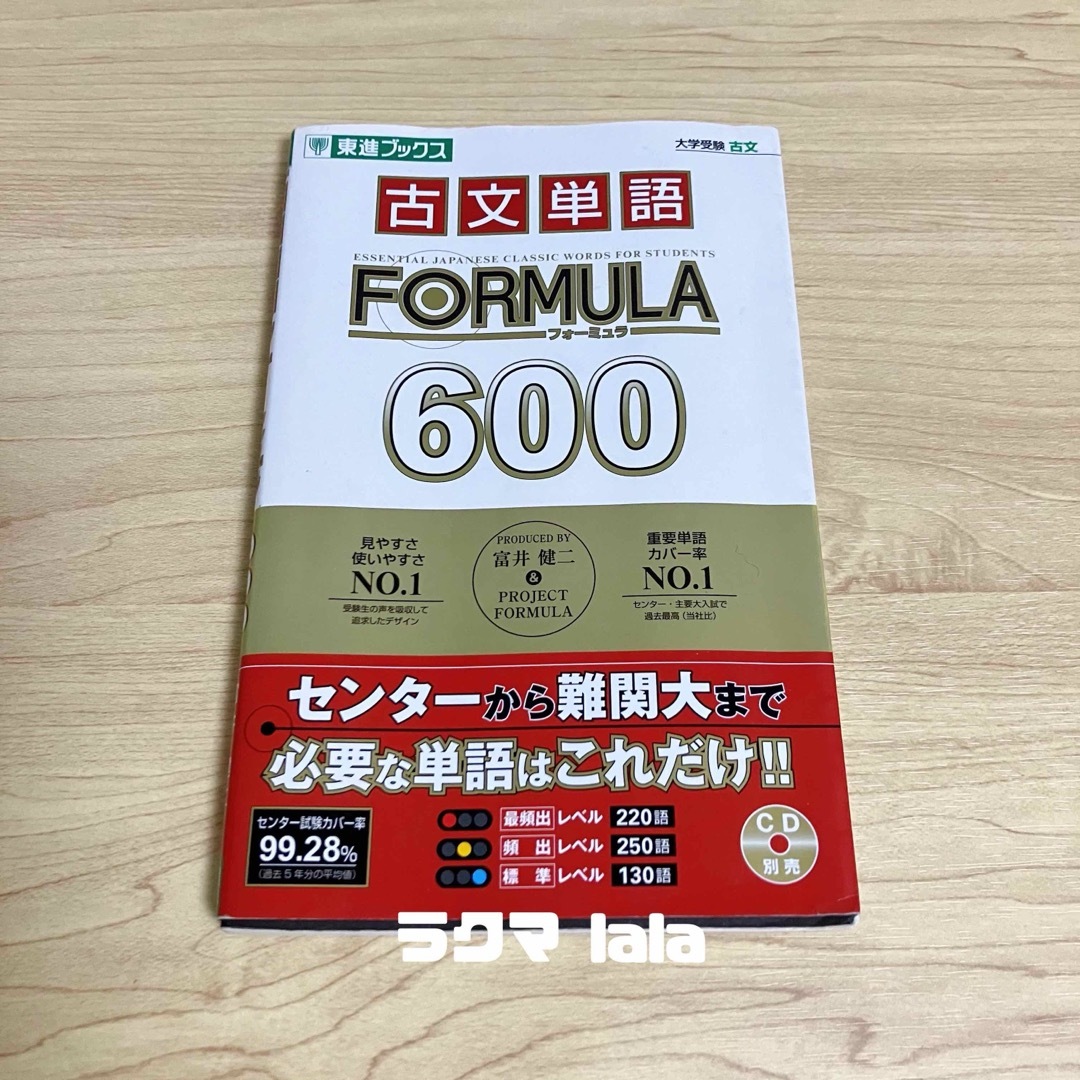 東進ブックス
大学受験 古文
古文単語
ESSENTIAL JAPANESE CLASSIC WORDS FOR STUDENTS
FORMULA
フォーミュラ
600
見やすさ
使いやすさ
NO.1
受験生の声を吸収して
追求したデザイン
PRODUCED BY
富井 健二
&
PROJECT
FORMULA
重要単語
カバー率
NO.1
センター・主要大入試で
過去最高(当社比)
センターから難関大まで
必要な単語はこれだけ!!
センター試験カバー率
99.28%
(過去5年分の平均値)
最頻出レベル 220語
頻出レベル 250語
標準レベル 130語
CD
別売
ラクマ lala